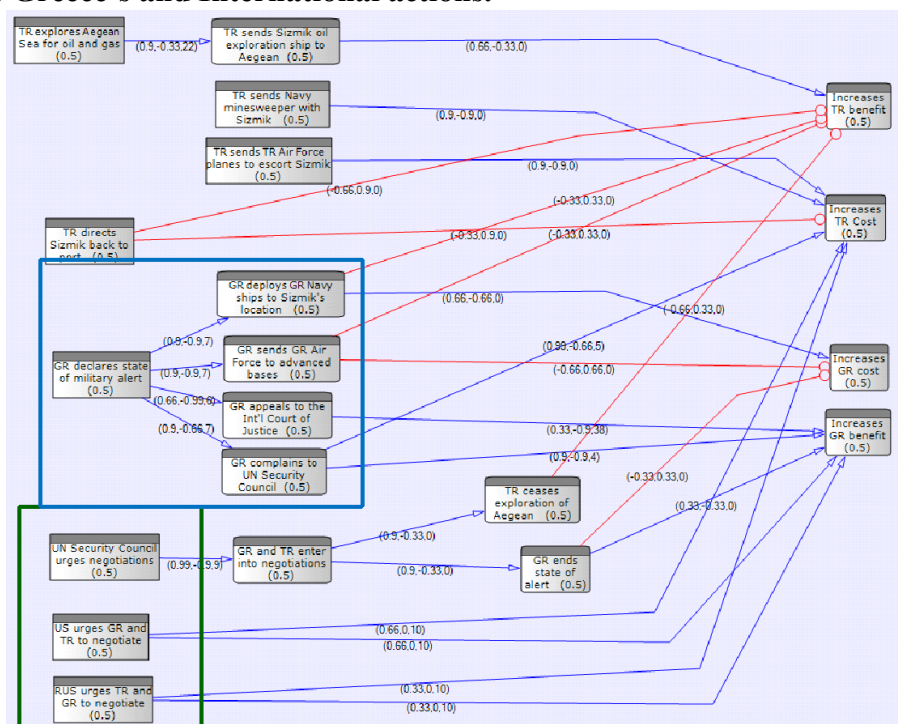 Greece's and International actions.
TR explores Aegean
Sea for oil and gas
(0.5)
(0.9,-0.33,22)
TR sends Sizmik oil
exploration ship to
Aegean (0.5)
(0.66,-0.33,0)
TR sends Navy
minesweeper with
Sizmik (0.5)
(0.9,-0.9,0)
Increases
TR benefit
(0.5)
TR sends TR Air Force
planes to escort Sizmik
(0.5)
(0.9,-0.9,0)
(-0.66,0.9,0)
(-0.33,0.33,0)
Increases
TR Cost
(0.5)
TR directs
Sizmik back to
port (0.5)
(-0.33,0.9,0)
(-0.33,0.33,0)
GR deploys GR Navy
ships to Sizmik's
location (0.5)
(0.66,-0.66,0)
(-0.66,0.33,0)
(0.9,-0.9,7)
GR declares state
of military alert
(0.5)
(0.9,-0.9,7)
GR sends GR Air
Force to advanced
bases (0.5)
(0.99,-0.66,5)
(-0.66,0.66,0)
Increases
GR cost
(0.5)
(0.66,-0.99,6)
GR appeals to the
Int'l Court of
Justice (0.5)
(0.33,-0.9,38)
Increases
GR benefit
(0.5)
(0.9,-0.66,7)
GR complains to
UN Security
Council (0.5)
(0.9,-0.9,4)
(-0.33,0.33,0)
TR ceases
exploration of
Aegean (0.5)
(0.33,-0.33,0)
(0.9,-0.33,0)
UN Security Council
urges negotiations
(0.5)
(0.99,-0.9,9)
GR and TR enter
into negotiations
(0.5)
(0.9,-0.33,0)
GR ends
state of
alert (0.5)
US urges GR and
TR to negotiate
(0.5)
(0.66,0,10)
(0.66,0,10)
RUS urges TR and
GR to negotiate
(0.5)
(0.33,0,10)
(0.33,0,10)